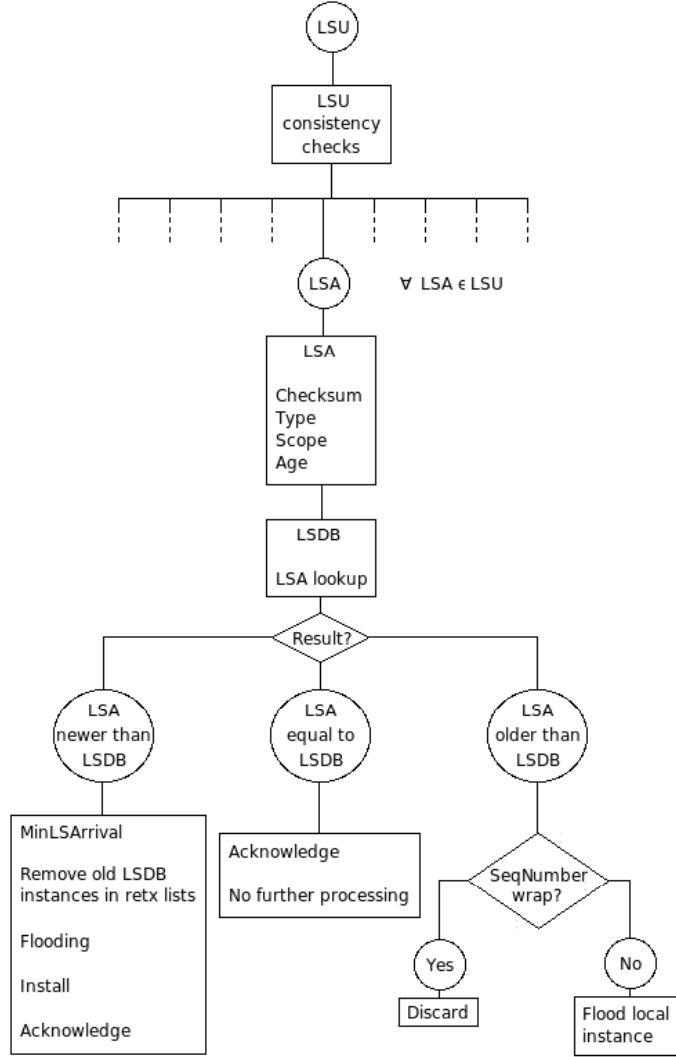 LSU
LSU
consistency
checks
LSA
∀ LSA ϵ LSU
LSA
Checksum
Type
Scope
Age
LSDB
LSA lookup
Result?
LSA
newer than
LSDB
LSA
equal to
LSDB
LSA
older than
LSDB
MinLSArrival
Remove old LSDB
instances in retx lists
Flooding
Install
Acknowledge
Acknowledge
No further processing
SeqNumber
wrap?
Yes
No
Discard
Flood local
instance